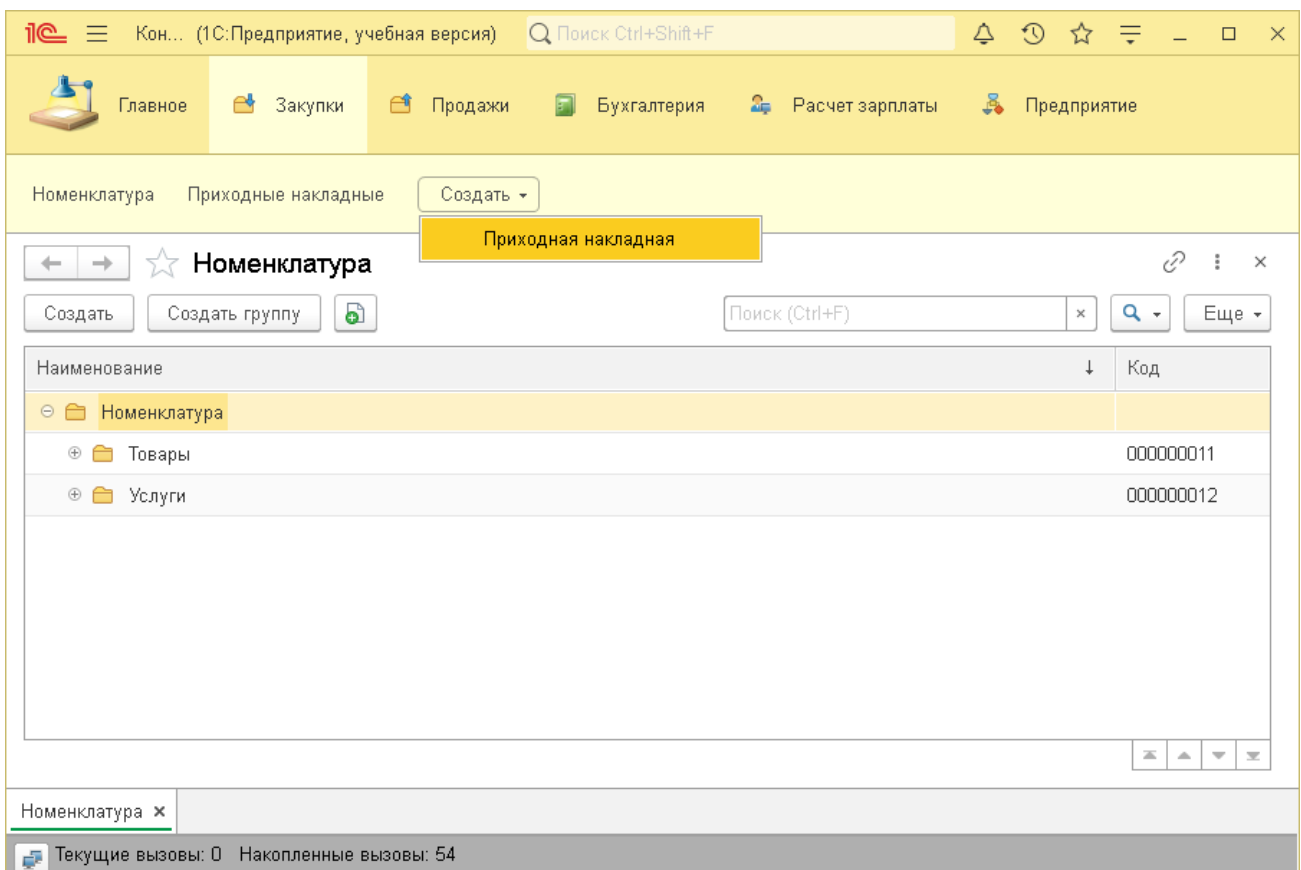 1С Кон... (1С:Предприятие, учебная версия) Поиск Ctrl+Shift+F
Главное Закупки Продажи Бухгалтерия Расчет зарплаты Предприятие
Номенклатура Приходные накладные Создать
Приходная накладная
Номенклатура
Создать Создать группу Поиск (Ctrl+F) × Еще
Наименование ↓ Код
Номенклатура
Товары 000000011
Услуги 000000012
Номенклатура ×
Текущие вызовы: 0 Накопленные вызовы: 54